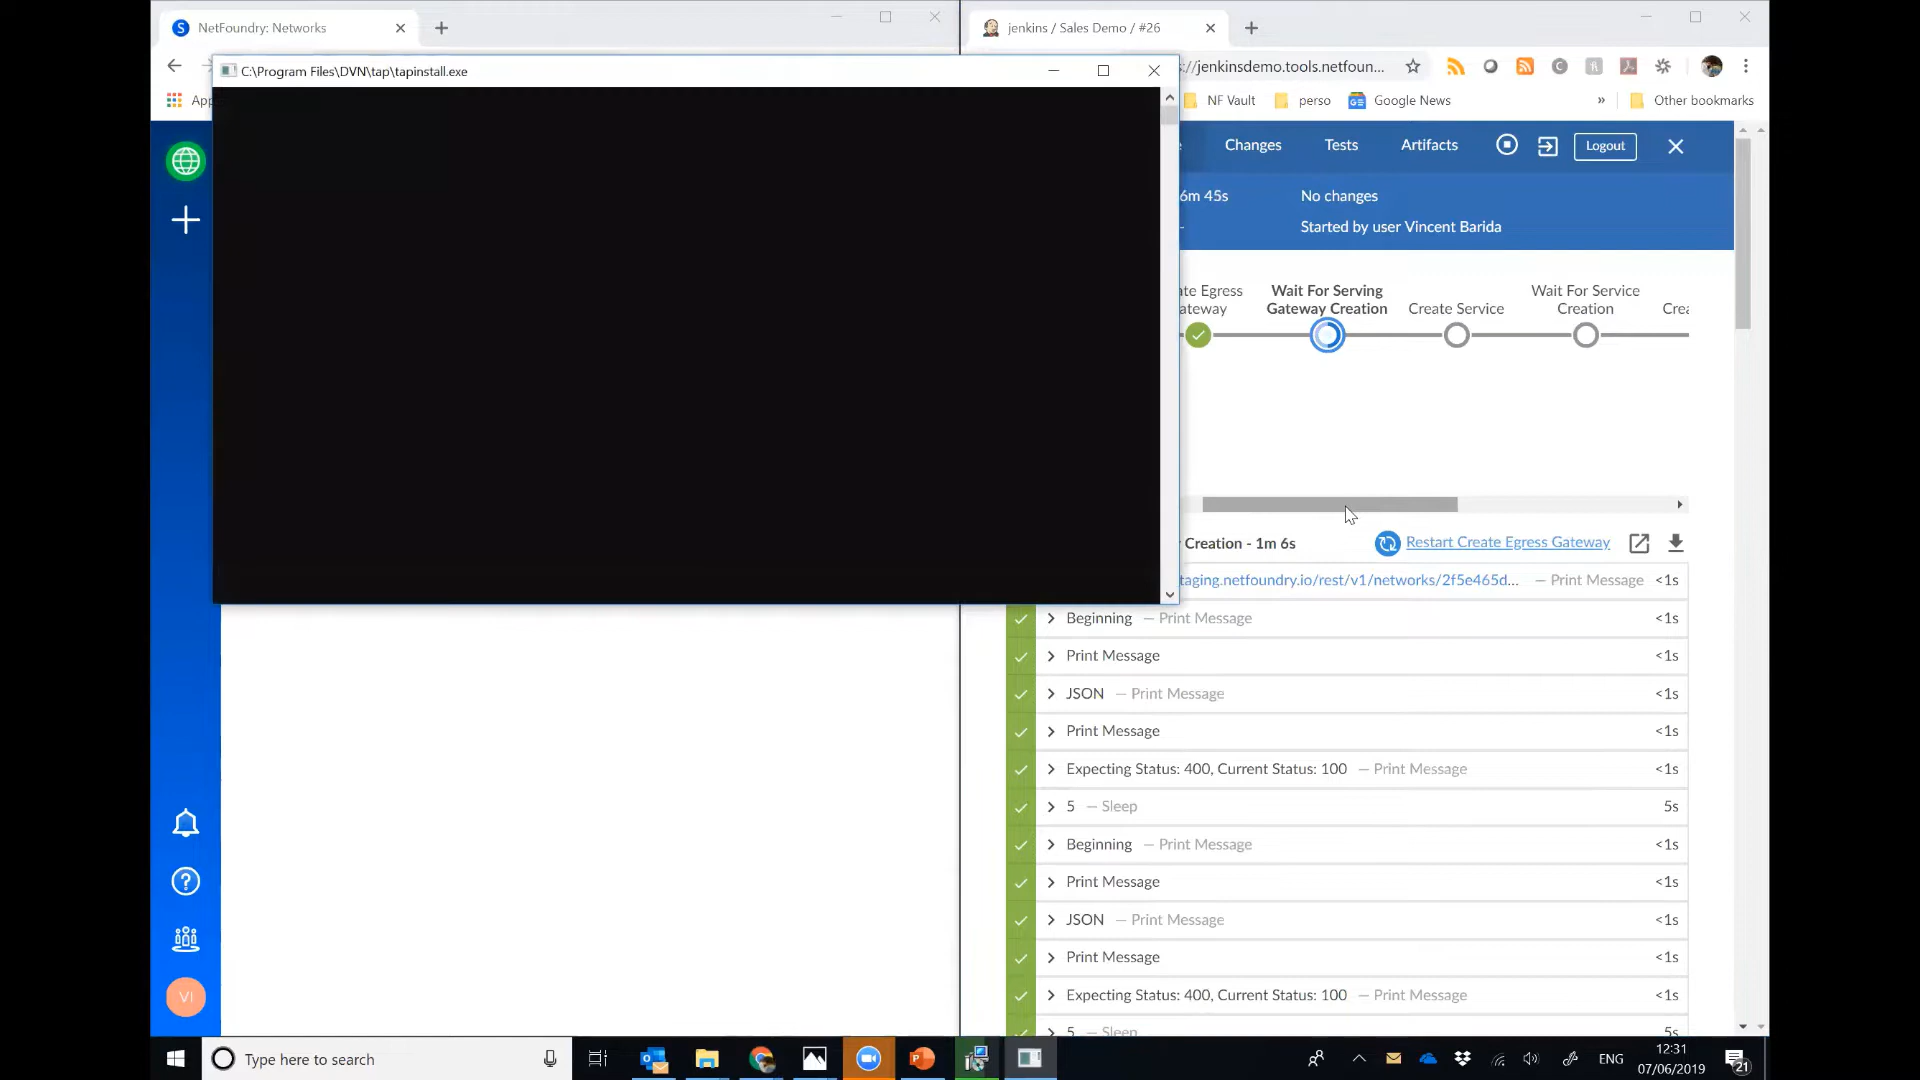 NetFoundry: Networks
jenkins / Sales Demo / #26
C:\Program Files\DVN\tap\tapinstall.exe
://jenkinsdemo.tools.netfoun...
App
NF Vault
perso
Google News
»
Other bookmarks
Changes
Tests
Artifacts
Logout
6m 45s
No changes
-
Started by user Vincent Barida
ate Egress
ateway
Wait For Serving
Gateway Creation
Create Service
Wait For Service
Creation
Crea
Creation - 1m 6s
Restart Create Egress Gateway
taging.netfoundry.io/rest/v1/networks/2f5e465d... — Print Message <1s
Beginning — Print Message <1s
Print Message <1s
JSON — Print Message <1s
Print Message <1s
Expecting Status: 400, Current Status: 100 — Print Message <1s
5 — Sleep 5s
Beginning — Print Message <1s
Print Message <1s
JSON — Print Message <1s
Print Message <1s
Expecting Status: 400, Current Status: 100 — Print Message <1s
5 — Sleep 5s
VI
Type here to search
ENG
12:31
07/06/2019
21